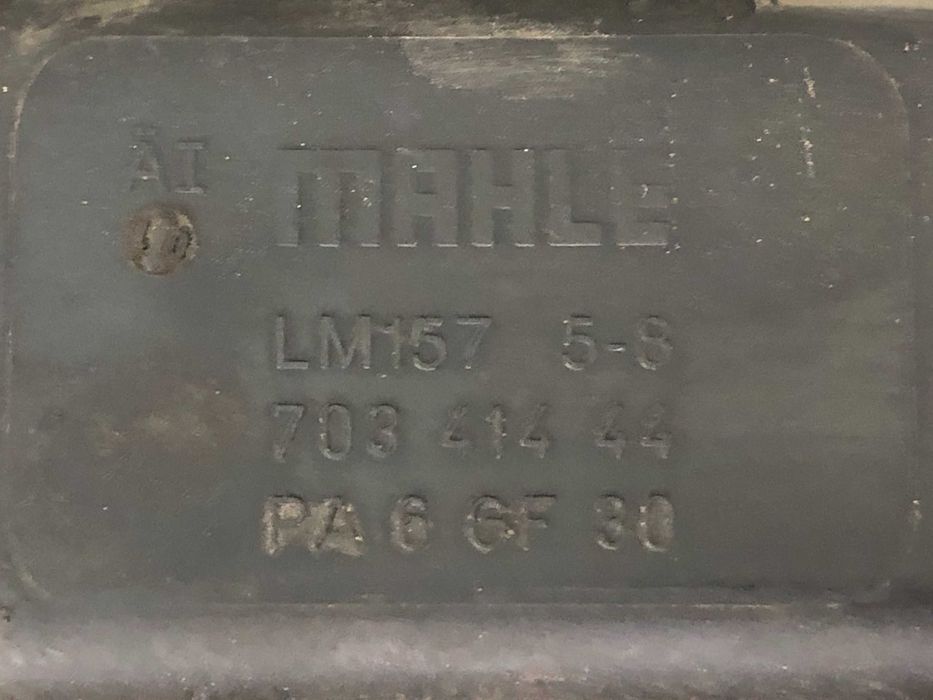 ÄI
MAHLE
LM157 5-8
703 414 44
PA 6 GF 30